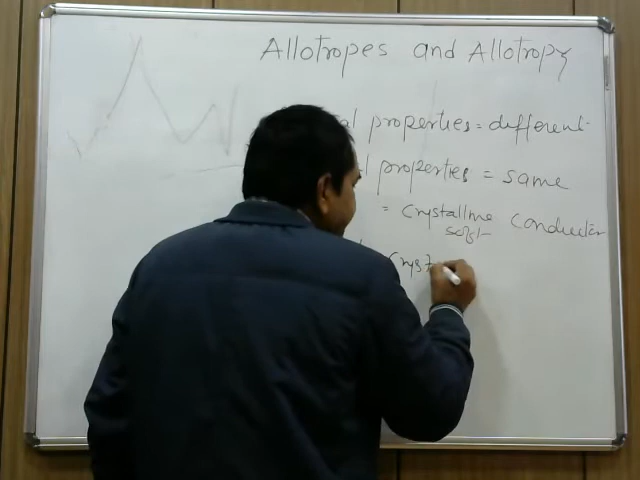 Allotropes and Allotropy
al properties = different
al properties = same
= Crystalline Conductor
soft
Cryst